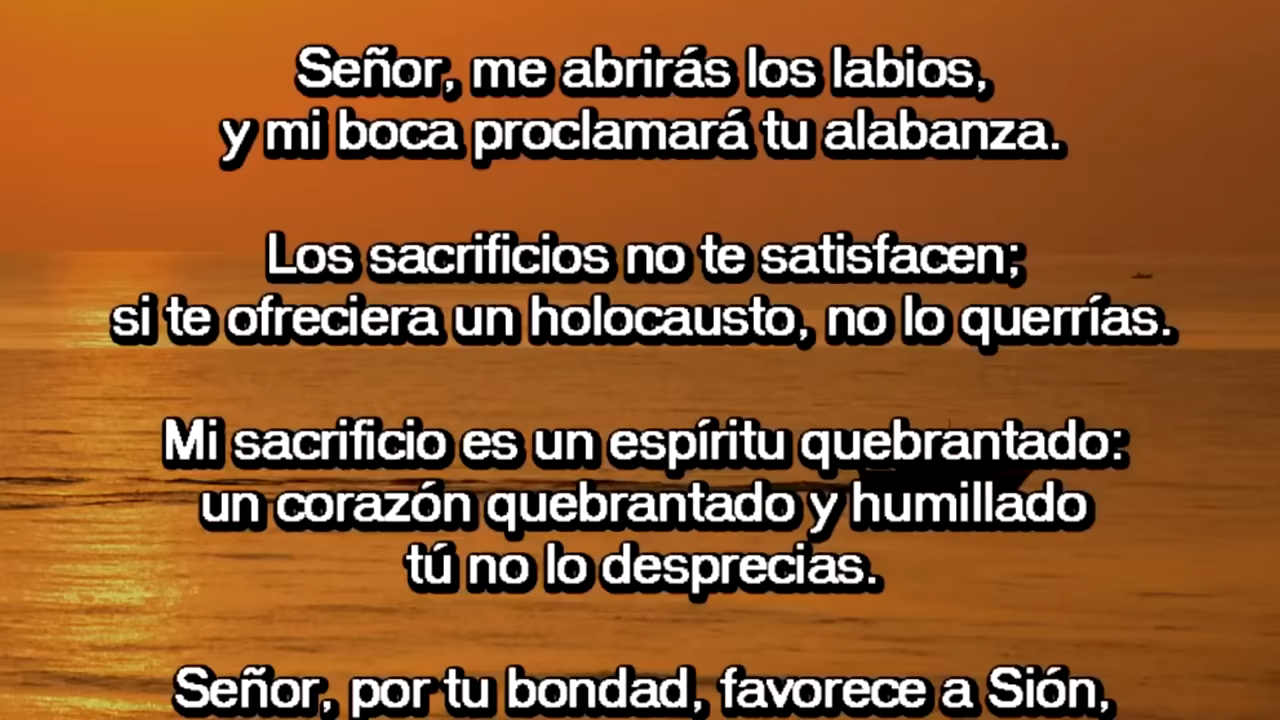 Señor, me abrirás los labios,
y mi boca proclamará tu alabanza.
Los sacrificios no te satisfacen;
si te ofreciera un holocausto, no lo querrías.
Mi sacrificio es un espíritu quebrantado:
un corazón quebrantado y humillado
tú no lo desprecias.
Señor, por tu bondad, favorece a Sión,